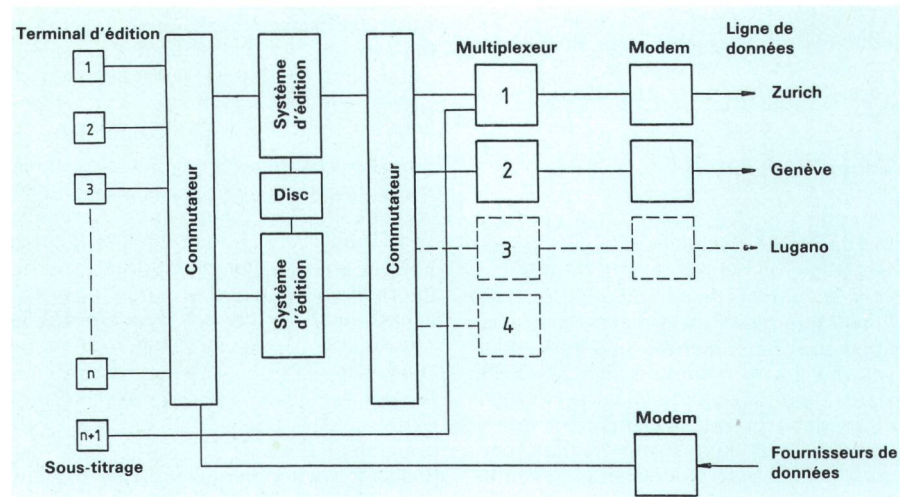 Terminal d'édition
Multiplexeur
Modem
Ligne de
données
1
2
3
n
n+1
Sous-titrage
Commutateur
Système
d'édition
Disc
Système
d'édition
Commutateur
1
2
3
4
Zurich
Genève
Lugano
Modem
Fournisseurs de
données